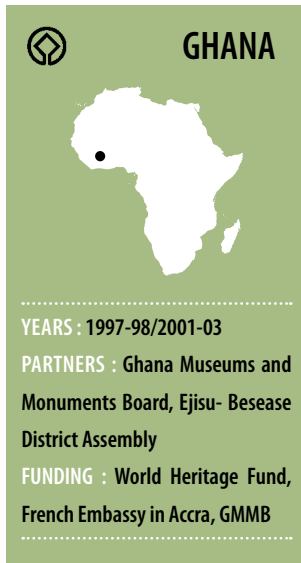 GHANA
YEARS : 1997-98/2001-03
PARTNERS : Ghana Museums and
Monuments Board, Ejisu- Besease
District Assembly
FUNDING : World Heritage Fund,
French Embassy in Accra, GMMB